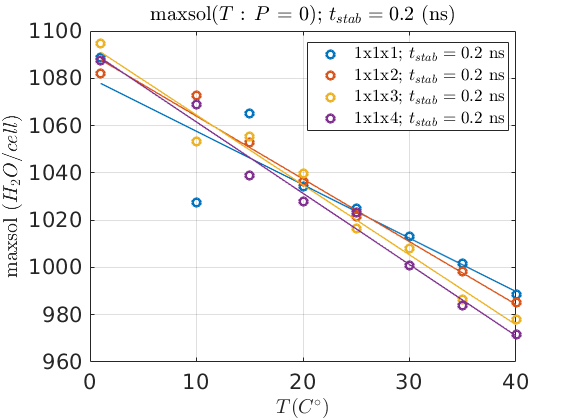 maxsol(T : P = 0); t_stab = 0.2 (ns)
1100
1080
1060
1040
1020
1000
980
960
maxsol (H₂O/cell)
1x1x1; t_stab = 0.2 ns
1x1x2; t_stab = 0.2 ns
1x1x3; t_stab = 0.2 ns
1x1x4; t_stab = 0.2 ns
0 10 20 30 40
T(C°)